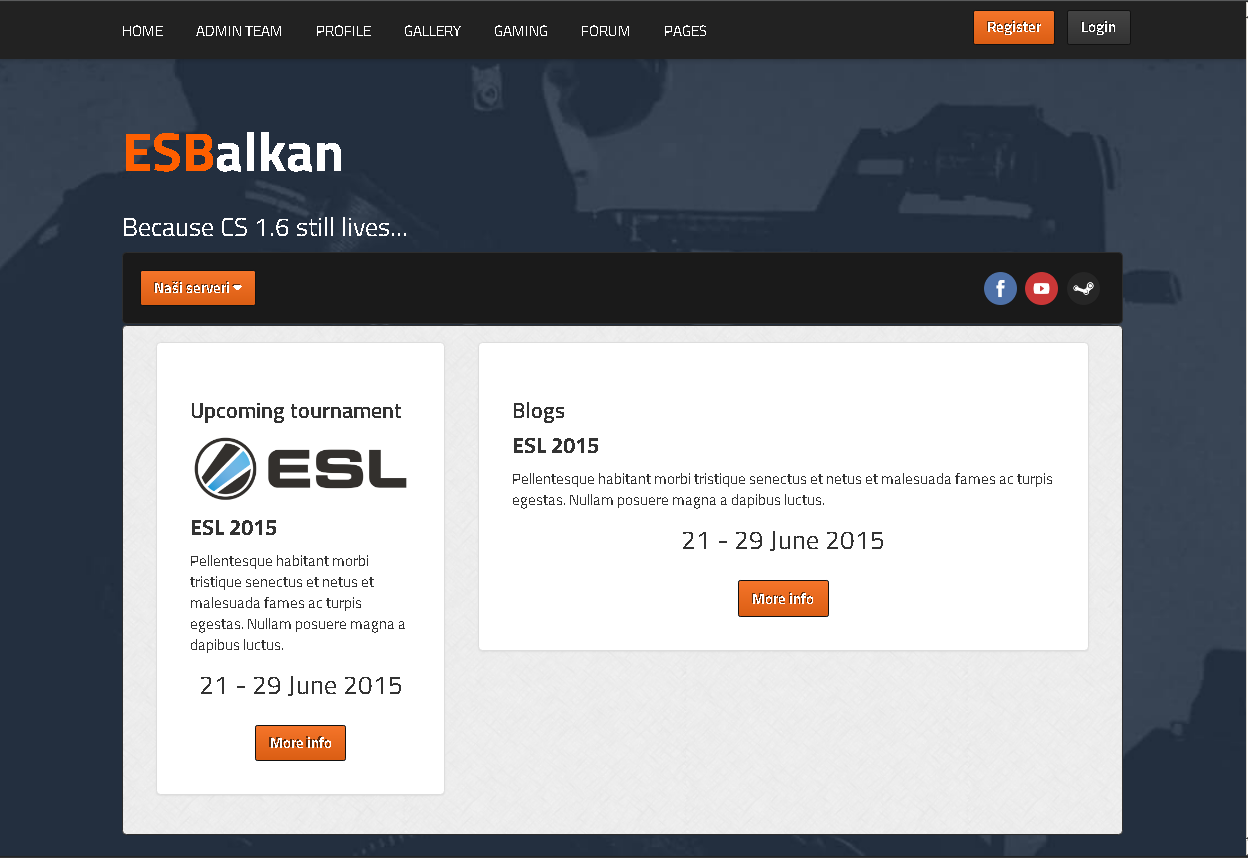 HOME ADMIN TEAM PROFILE GALLERY GAMING FORUM PAGES Register Login
ESBalkan
Because CS 1.6 still lives...
Naši serveri
Upcoming tournament
ESL
ESL 2015
Pellentesque habitant morbi
tristique senectus et netus et
malesuada fames ac turpis
egestas. Nullam posuere magna a
dapibus luctus.
21 - 29 June 2015
More info
Blogs
ESL 2015
Pellentesque habitant morbi tristique senectus et netus et malesuada fames ac turpis
egestas. Nullam posuere magna a dapibus luctus.
21 - 29 June 2015
More info